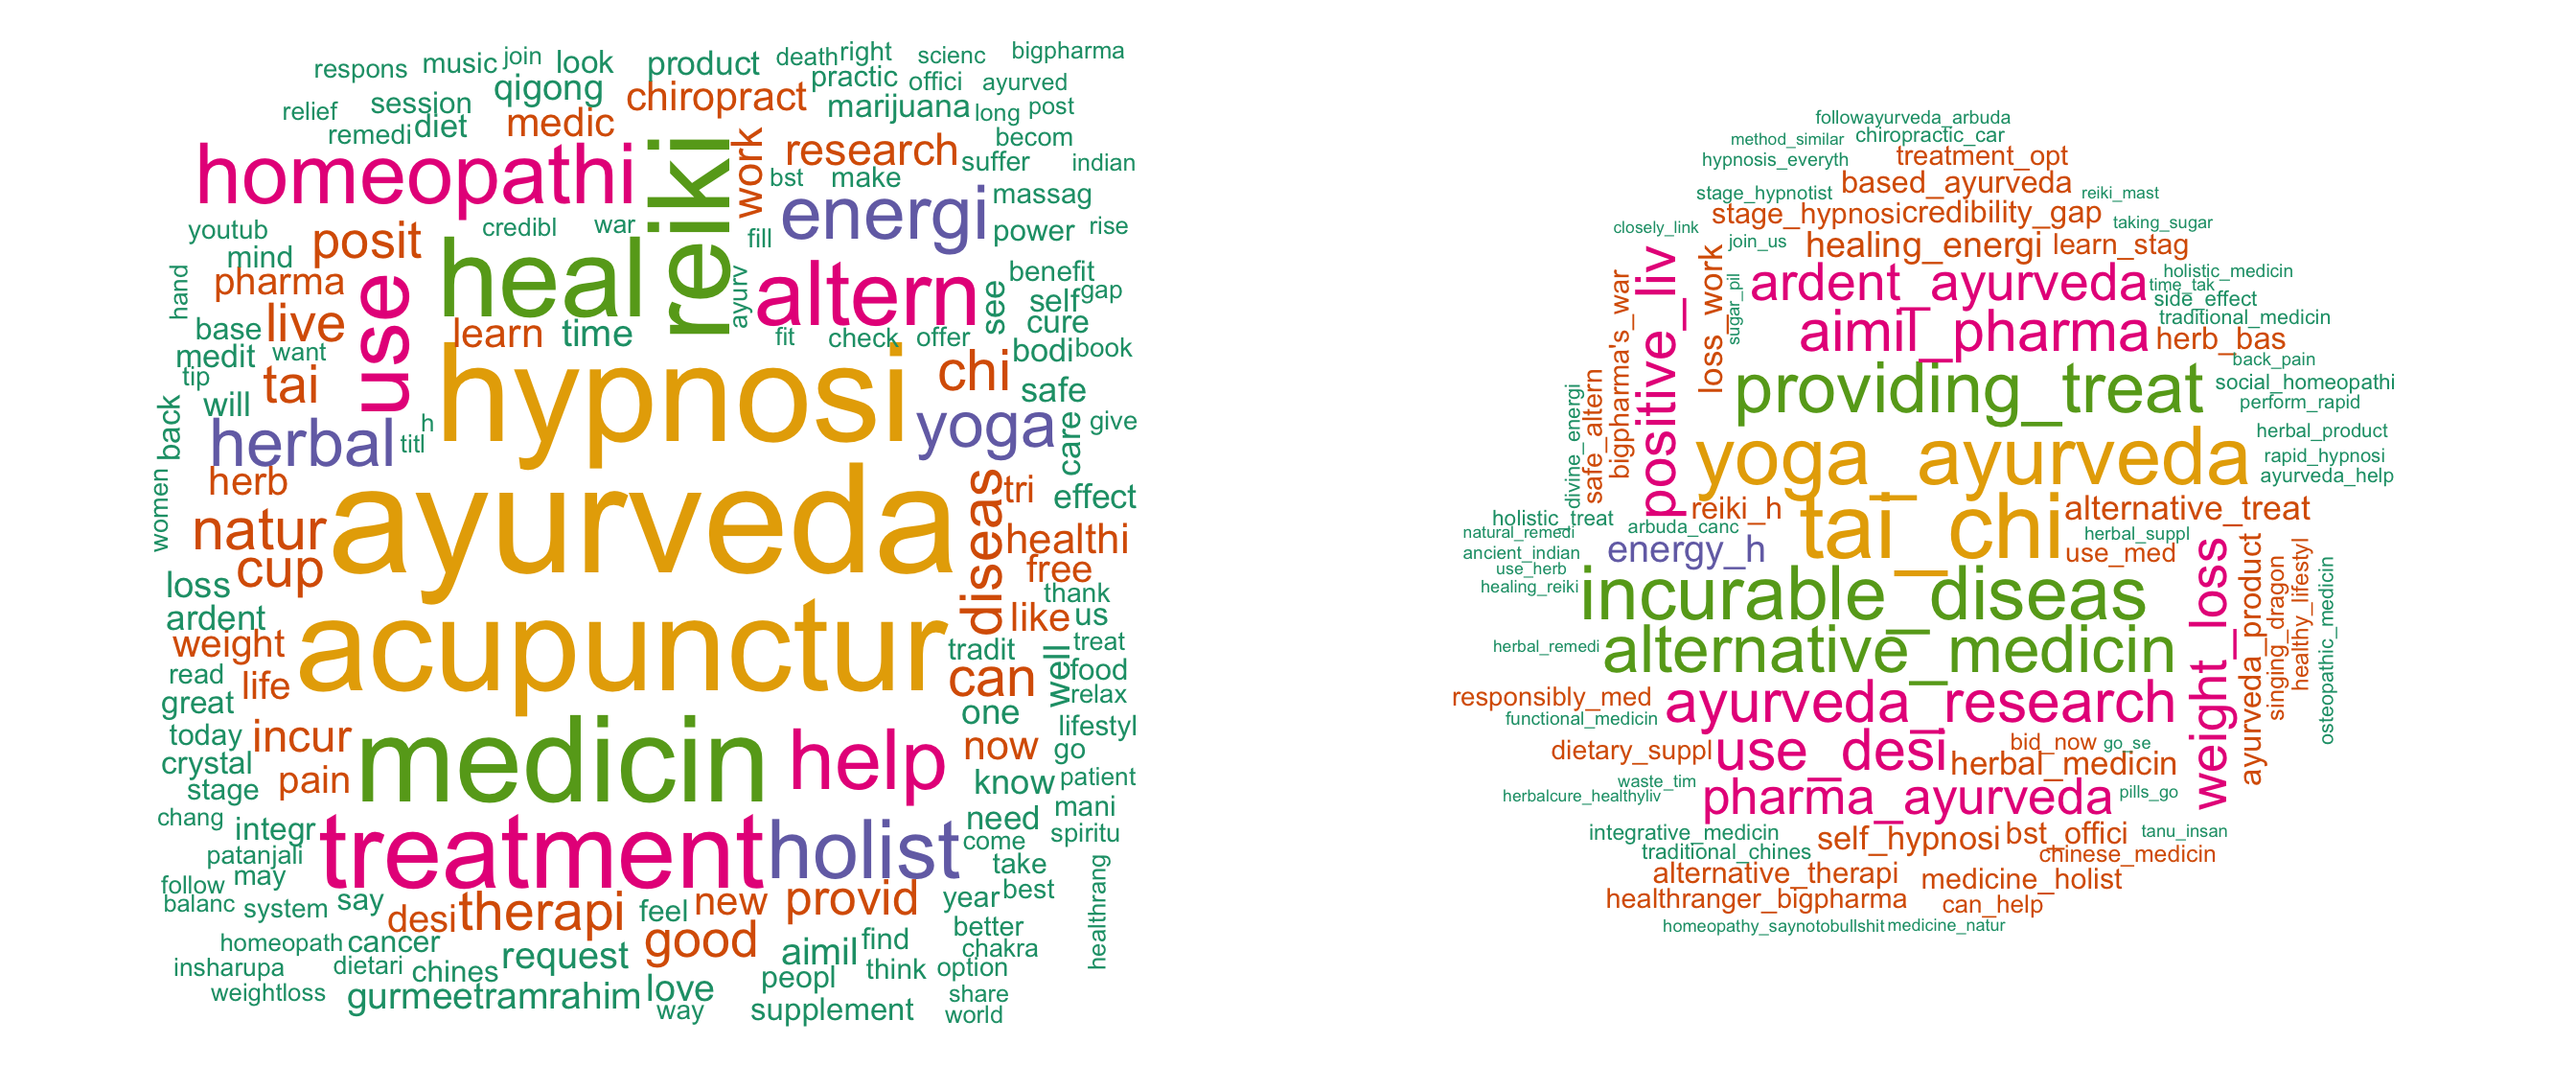 respons music join look product death right scienc bigpharma
relief session qigong chiropract practic offici ayurved
remedi diet medic marijuana long post
homeopathi reiki work research suffer becom indian
bst make massag
youtub posit credibl war fill energi power rise
mind heal altern benefit
hand pharma use ayurv see self gap
base live learn time fit check offer cure
medit want hypnosi chi bodi book
tip tai safe
back will h yoga care give
herbal titl
women herb ayurveda diseas tri effect
natur healthi
cup free
loss acupunctur like thank
ardent us
weight tradit well treat
read life can food
great relax
today incur medicin help one lifestyl
crystal pain now go
stage know patient
chang integr treatment holist need mani
patanjali come spiritu
follow may take healthrang
balanc system say desi therapi feel new provid year best
homeopath cancer good better
insharupa dietari chines request aimil find chakra
weightloss gurmeetramrahim love peopl think option
way supplement share
world
followayurveda_arbuda
method_similar chiropractic_car
hypnosis_everyth treatment_opt
stage_hypnotist based_ayurveda reiki_mast
closely_link stage_hypnosi credibility_gap taking_sugar
join_us healing_energi learn_stag
positive_liv loss_work ardent_ayurveda holistic_medicin
bigpharma's_war sugar_pil time_tak
side_effect
aimil_pharma traditional_medicin
herb_bas
safe_altern providing_treat back_pain
divine_energi social_homeopathi
perform_rapid
yoga_ayurveda herbal_product
rapid_hypnosi
ayurveda_help
holistic_treat reiki_h tai_chi alternative_treat
natural_remedi arbuda_canc herbal_suppl
ancient_indian energy_h use_med
use_herb incurable_diseas weight_loss ayurveda_product healthy_lifestyl
healing_reiki singing_dragon osteopathic_medicin
herbal_remedi alternative_medicin
responsibly_med ayurveda_research
functional_medicin
dietary_suppl use_desi bid_now go_se
herbal_medicin
waste_tim pharma_ayurveda pills_go
herbalcure_healthyliv
integrative_medicin self_hypnosi bst_offici tanu_insan
traditional_chines chinese_medicin
alternative_therapi medicine_holist
healthranger_bigpharma can_help
homeopathy_saynotobullshit medicine_natur